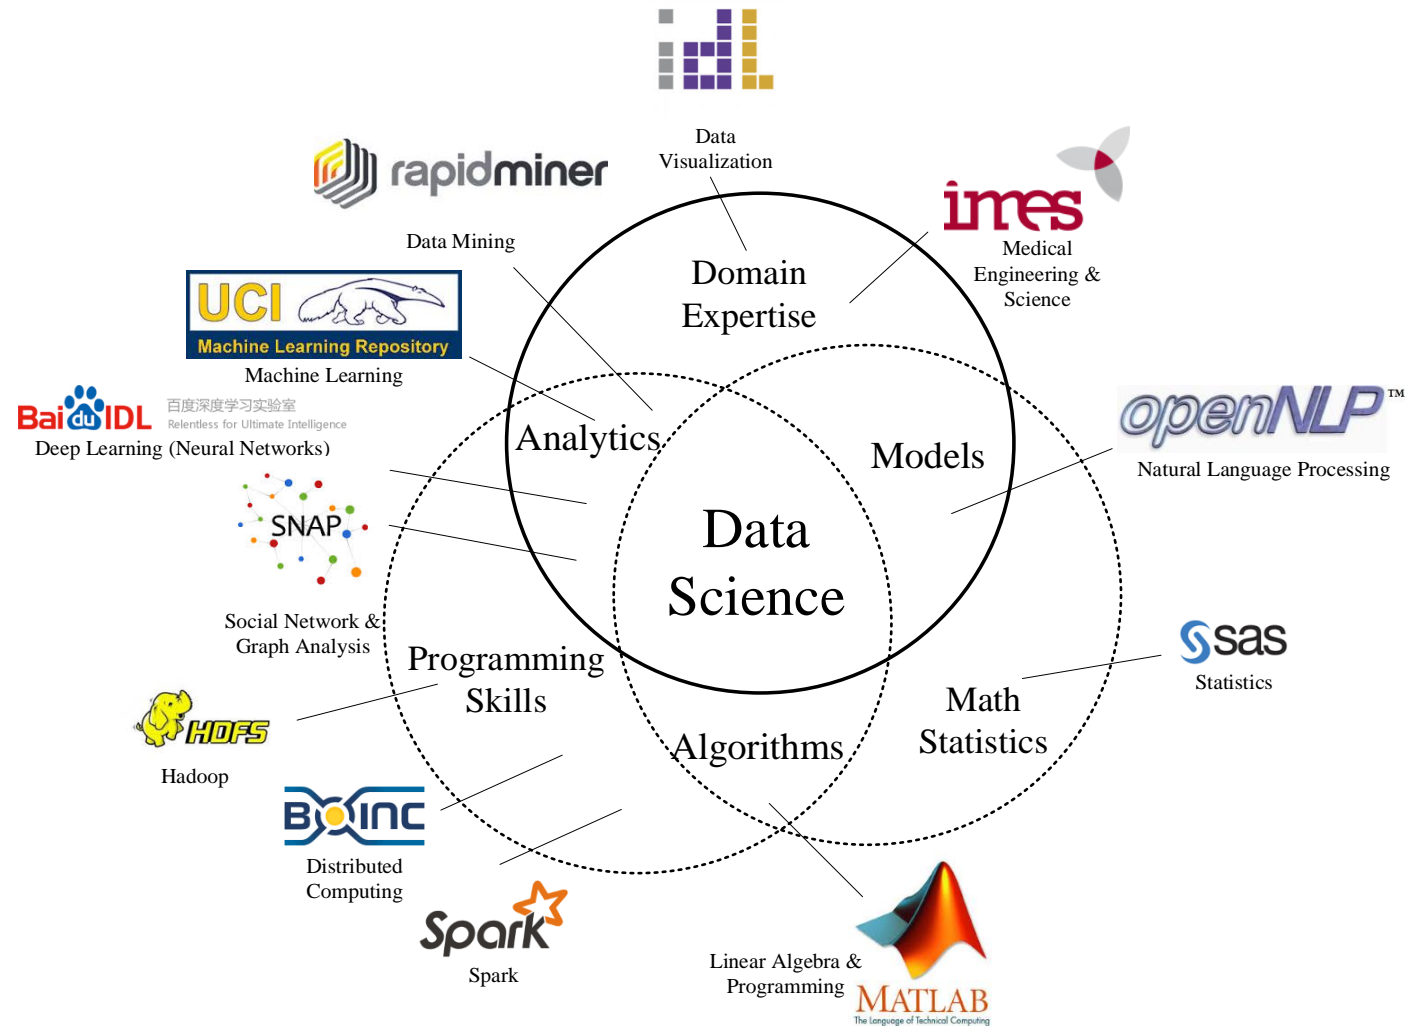 idL
Data
Visualization
rapidminer
imes
Medical
Engineering &
Science
Data Mining
Domain
Expertise
UCI
Machine Learning Repository
Machine Learning
Bai du IDL
百度深度学习实验室
Relentless for Ultimate Intelligence
Deep Learning (Neural Networks)
Analytics
Models
openNLP™
Natural Language Processing
SNAP
Data
Science
Social Network &
Graph Analysis
Programming
Skills
sas
Statistics
Math
Statistics
HDFS
Hadoop
Algorithms
BOINC
Distributed
Computing
Spark
Spark
Linear Algebra &
Programming
MATLAB
The Language of Technical Computing